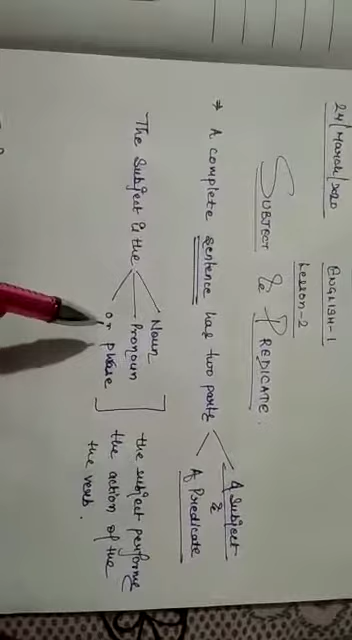 24/March/2020
ENGLISH-1
Lesson-2
SUBJECT & PREDICATE.
* A complete sentence has two parts
A Subject
&
A Predicate
The Subject is the
Noun
Pronoun
or phrase
the subject performs
the action of the
the verb.